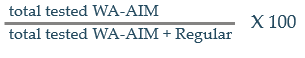 total tested WA-AIM
X 100
total tested WA-AIM + Regular